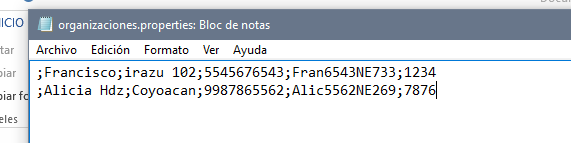 organizaciones.properties: Bloc de notas
Archivo Edición Formato Ver Ayuda
;Francisco;irazu 102;5545676543;Fran6543NE733;1234
;Alicia Hdz;Coyoacan;9987865562;Alic5562NE269;7876